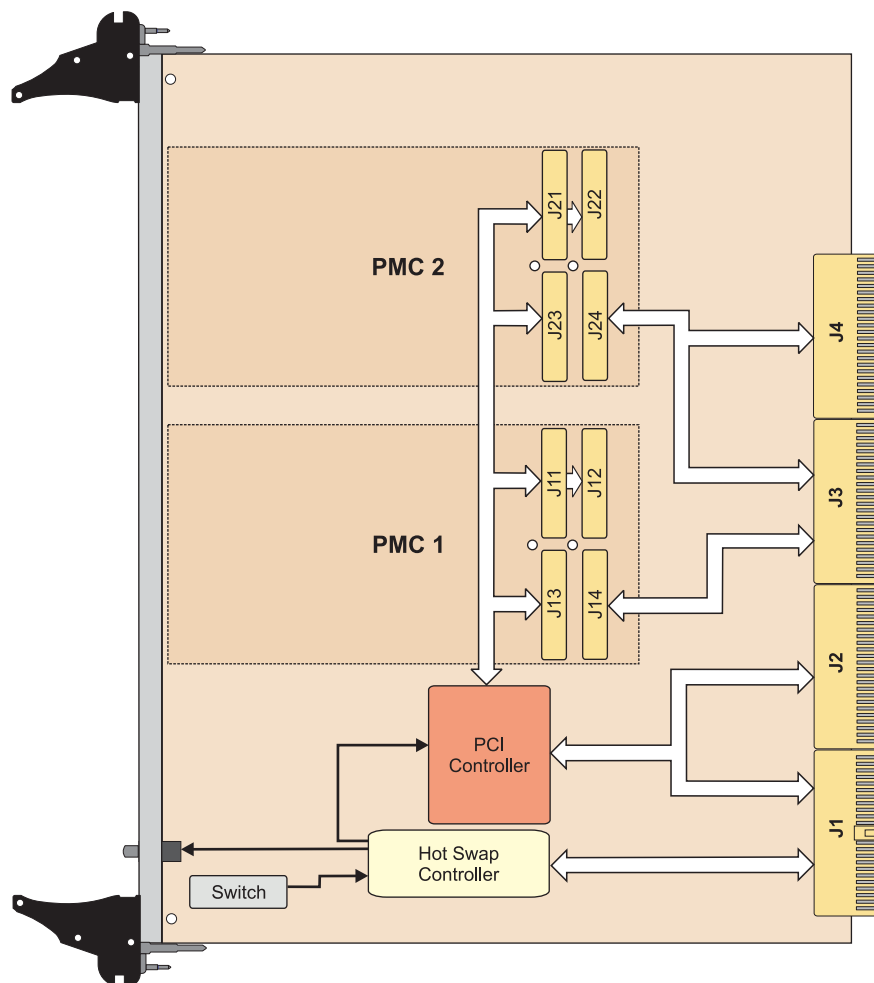 J21
J22
PMC 2
J23
J24
J4
J11
J12
J3
PMC 1
J13
J14
J2
PCI
Controller
J1
Hot Swap
Controller
Switch